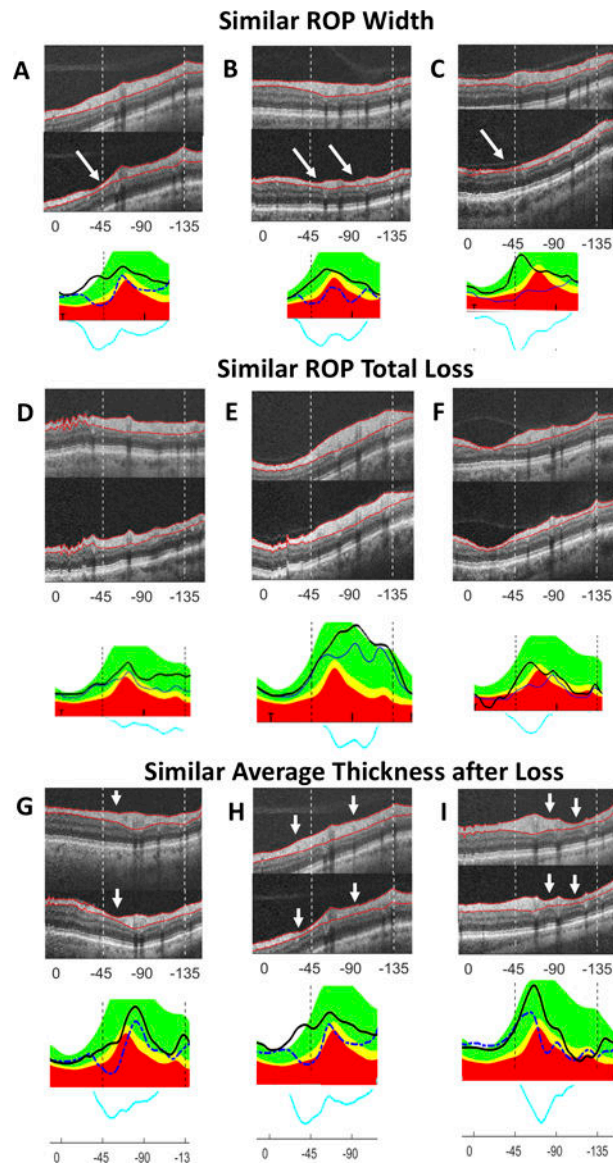 Similar ROP Width
A B C
0 -45 -90 -135 0 -45 -90 -135 0 -45 -90 -135
Similar ROP Total Loss
D E F
0 -45 -90 -135 0 -45 -90 -135 0 -45 -90 -135
Similar Average Thickness after Loss
G H I
0 -45 -90 -135 0 -45 -90 -135 0 -45 -90 -135
0 -45 -90 -13 0 -45 -90 0 -45 -90 -135